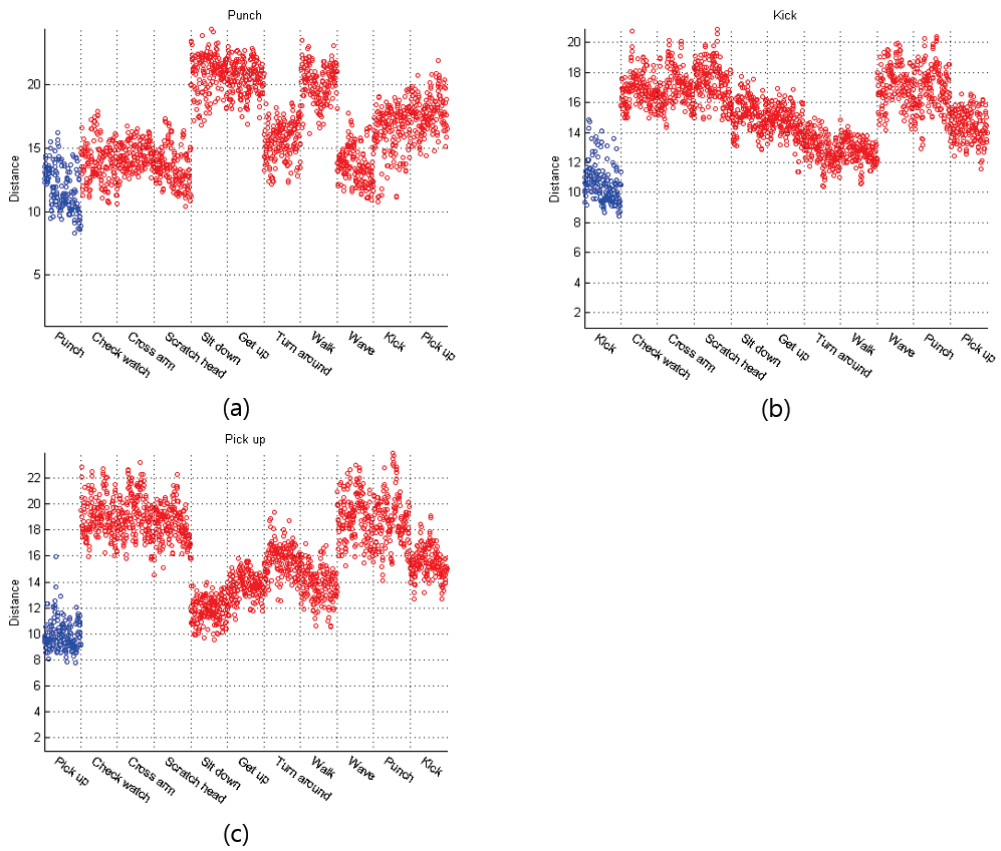 Punch
20
15
10
5
Distance
Punch
Check watch
Cross arm
Scratch head
Sit down
Get up
Turn around
Walk
Wave
Kick
Pick up
(a)
Kick
20
18
16
14
12
10
8
6
4
2
Distance
Kick
Check watch
Cross arm
Scratch head
Sit down
Get up
Turn around
Walk
Wave
Punch
Pick up
(b)
Pick up
22
20
18
16
14
12
10
8
6
4
2
Distance
Pick up
Check watch
Cross arm
Scratch head
Sit down
Get up
Turn around
Walk
Wave
Punch
Kick
(c)